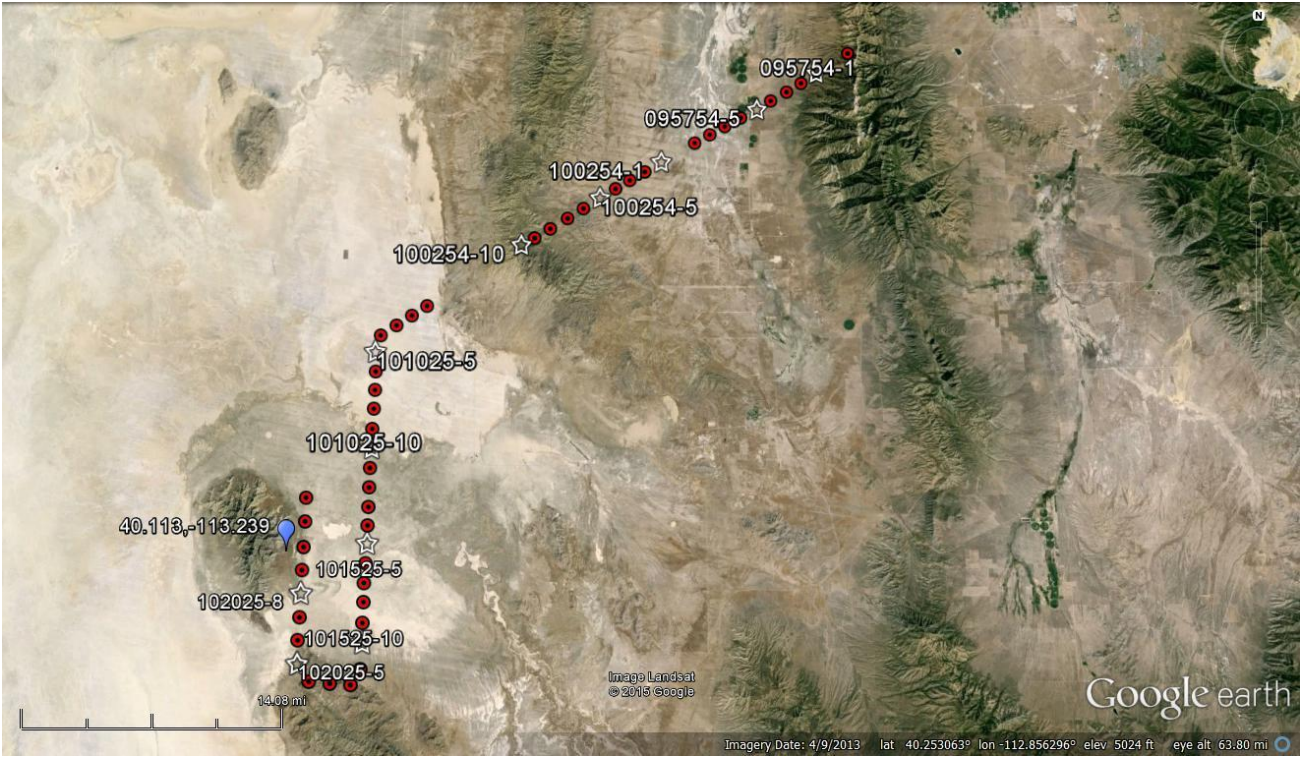 N
095754-1
095754-5
100254-1
100254-5
100254-10
101025-5
101025-10
40.113,-113.239
101525-5
102025-8
101525-10
102025-5
14.08 mi
Image Landsat
© 2015 Google
Google earth
Imagery Date: 4/9/2013 lat 40.253063° lon -112.856296° elev 5024 ft eye alt 63.80 mi